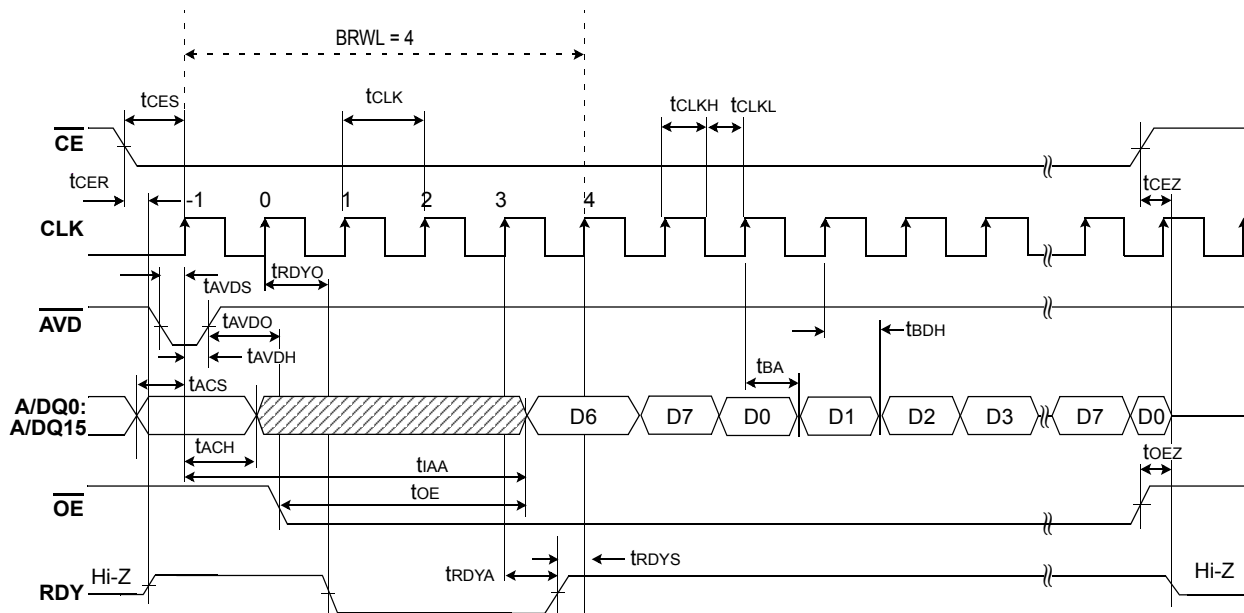 BRWL = 4
tCES
tCLK
tCLKH
tCLKL
CE
tCER
tCEZ
-1
0
1
2
3
4
CLK
tRDYO
tAVDS
AVD
tAVDO
tBDH
tAVDH
tBA
tACS
A/DQ0:
A/DQ15
D6
D7
D0
D1
D2
D3
D7
D0
tACH
tIAA
tOEZ
OE
tOE
tRDYS
tRDYA
Hi-Z
RDY
Hi-Z